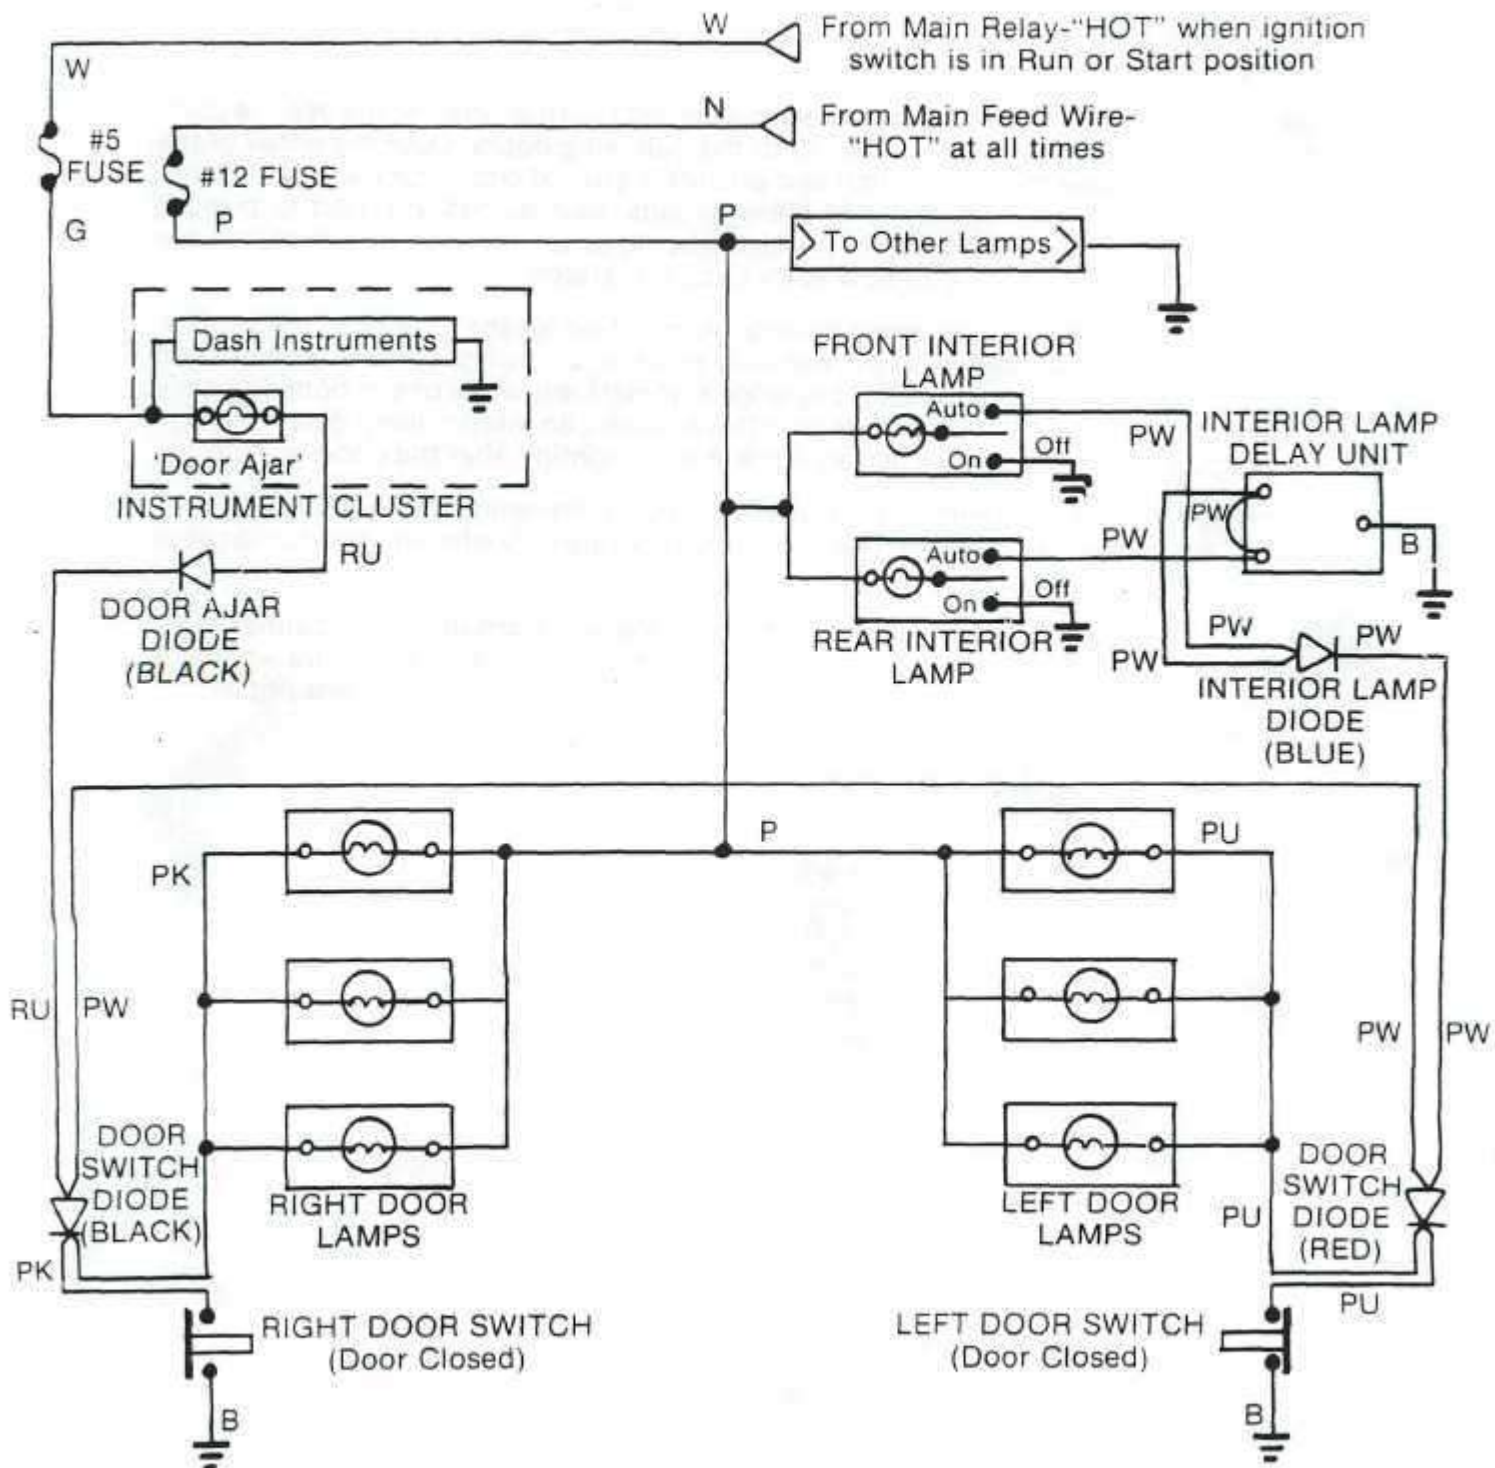 W
From Main Relay-"HOT" when ignition
switch is in Run or Start position
W
N
From Main Feed Wire-
"HOT" at all times
#5
FUSE
#12 FUSE
G
P
P
To Other Lamps
Dash Instruments
'Door Ajar'
INSTRUMENT CLUSTER
RU
DOOR AJAR
DIODE
(BLACK)
FRONT INTERIOR
LAMP
Auto
Off
On
PW
INTERIOR LAMP
DELAY UNIT
PW
B
PW
Auto
Off
On
REAR INTERIOR
LAMP
PW
PW
PW
INTERIOR LAMP
DIODE
(BLUE)
P
PU
PK
RU
PW
PW
PW
DOOR
SWITCH
DIODE
(BLACK)
RIGHT DOOR
LAMPS
LEFT DOOR
LAMPS
PU
DOOR
SWITCH
DIODE
(RED)
PK
PU
RIGHT DOOR SWITCH
(Door Closed)
LEFT DOOR SWITCH
(Door Closed)
B
B